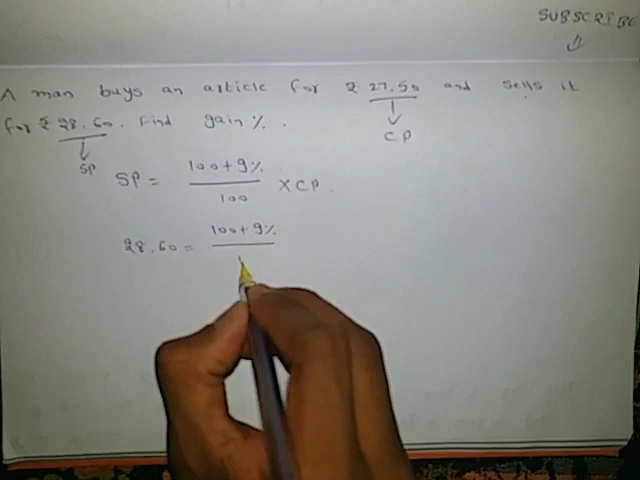 SUBSCRIBE
A man buys an article for ₹ 27.50 and sells it
for ₹ 28.60. Find gain %.
CP
SP
SP = 100+g% / 100 × CP.
28.60 = 100+g% /